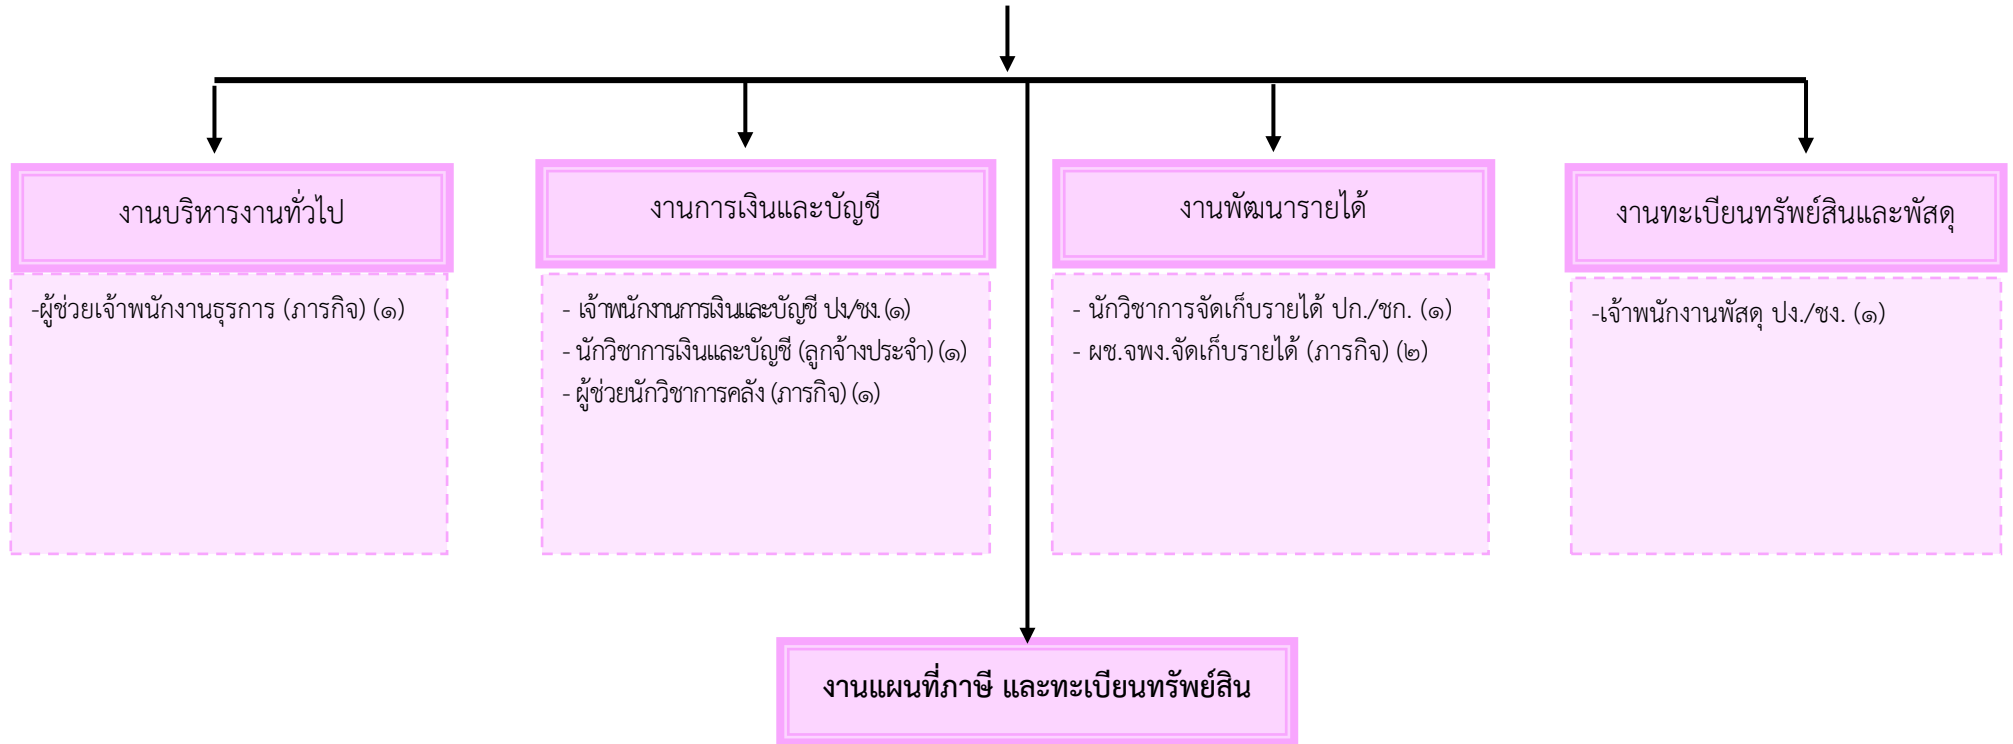 งานบริหารงานทั่วไป
-ผู้ช่วยเจ้าพนักงานธุรการ (ภารกิจ) (๑)
งานการเงินและบัญชี
- เจ้าพนักงานการเงินและบัญชี ปง./ชง. (๑)
- นักวิชาการเงินและบัญชี (ลูกจ้างประจำ) (๑)
- ผู้ช่วยนักวิชาการคลัง (ภารกิจ) (๑)
งานพัฒนารายได้
- นักวิชาการจัดเก็บรายได้ ปก./ชก. (๑)
- ผช.จพง.จัดเก็บรายได้ (ภารกิจ) (๒)
งานทะเบียนทรัพย์สินและพัสดุ
-เจ้าพนักงานพัสดุ ปง./ชง. (๑)
งานแผนที่ภาษี และทะเบียนทรัพย์สิน